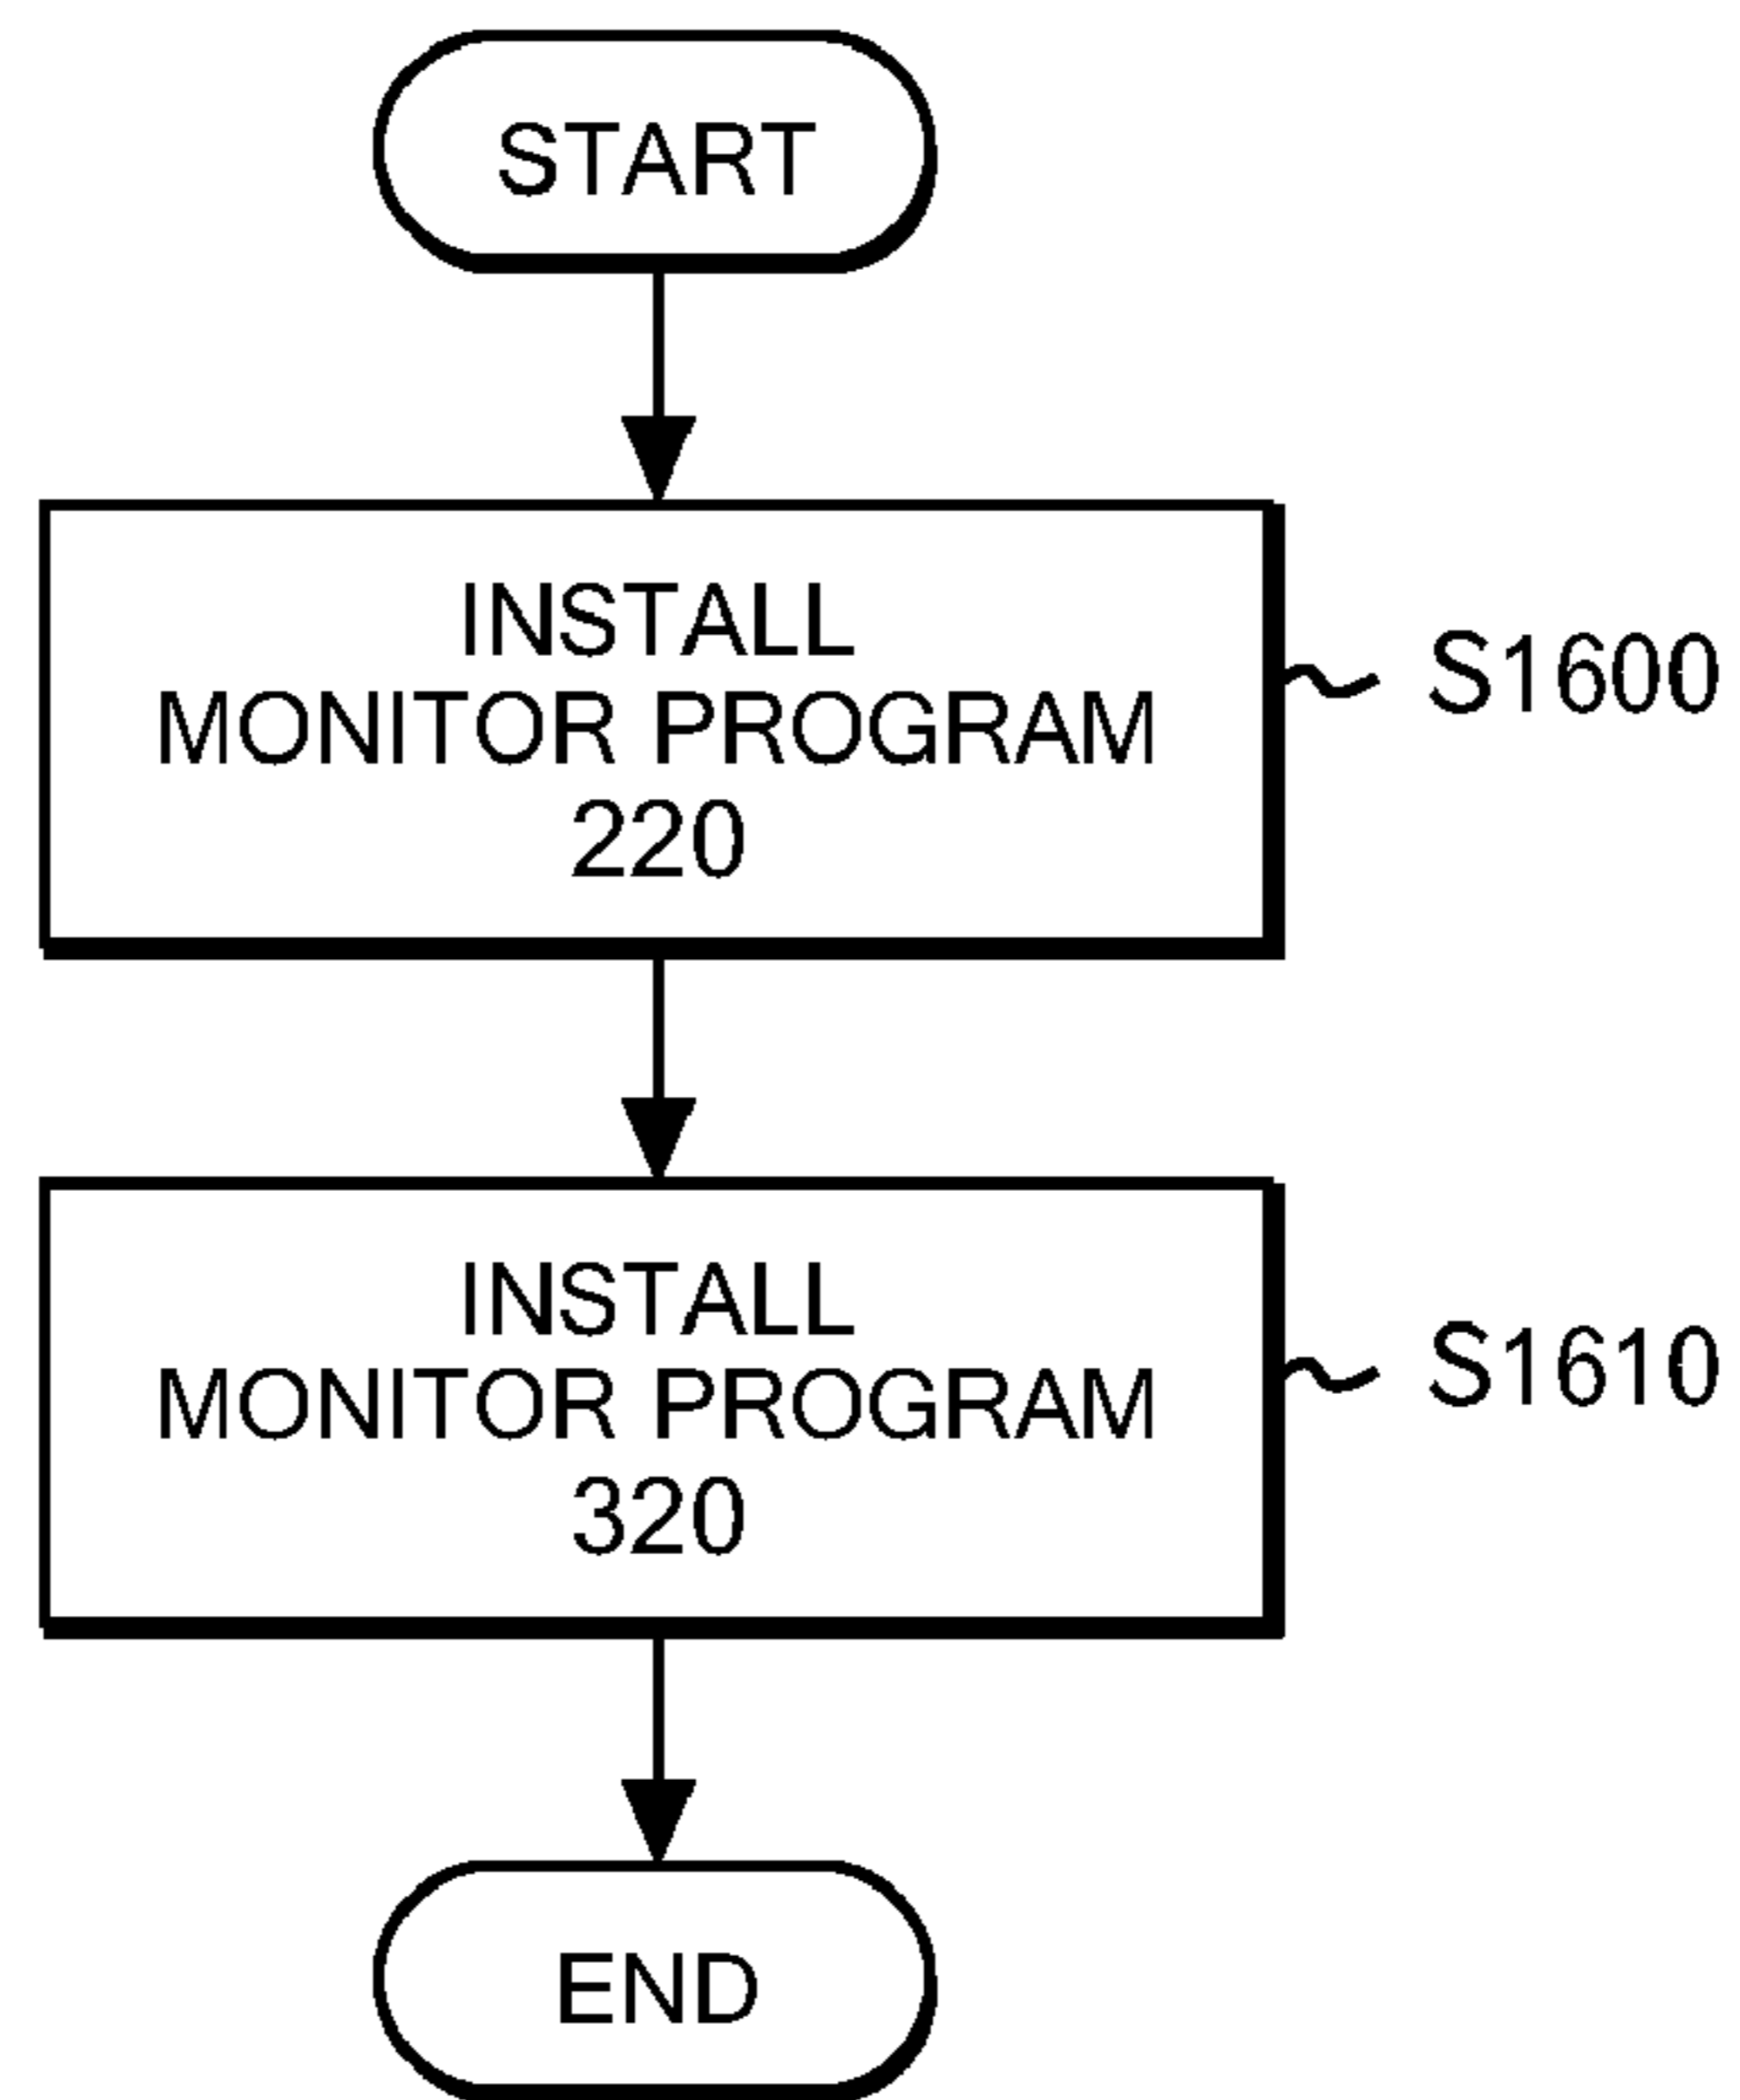 START
INSTALL
MONITOR PROGRAM
220
S1600
INSTALL
MONITOR PROGRAM
320
S1610
END